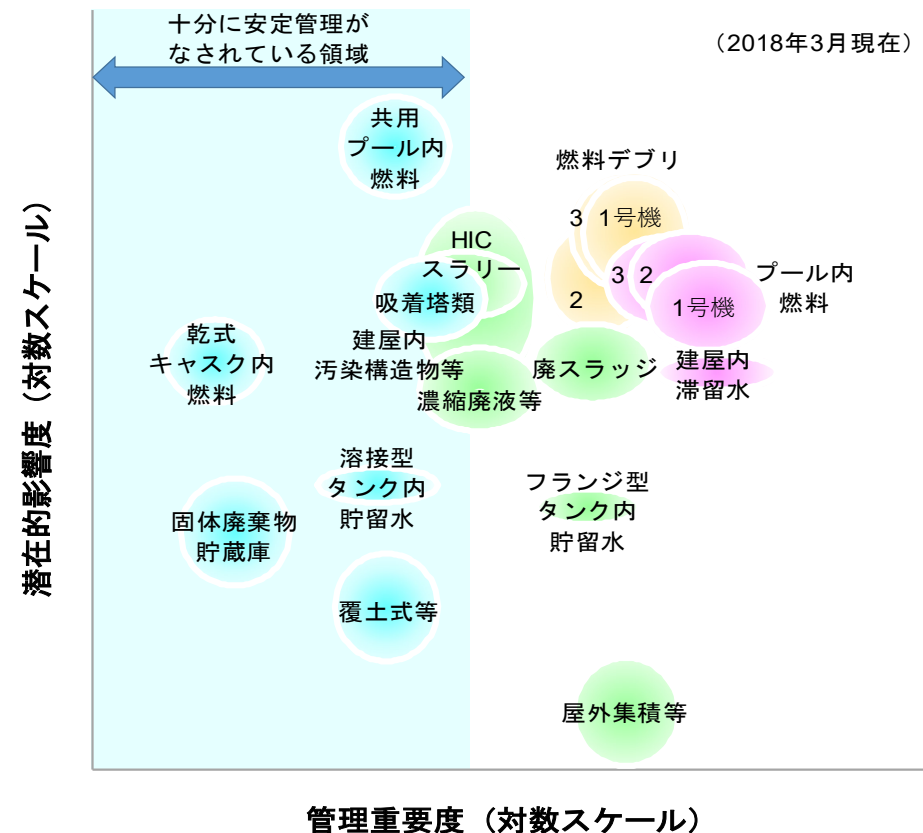 十分に安定管理が
なされている領域
（2018年3月現在）
共用
プール内
燃料
燃料デブリ
3
1号機
2
HIC
スラリー
吸着塔類
3
2
1号機
プール内
燃料
建屋内
汚染構造物等
乾式
キャスク内
燃料
濃縮廃液等
廃スラッジ
建屋内
滞留水
溶接型
タンク内
貯留水
フランジ型
タンク内
貯留水
固体廃棄物
貯蔵庫
覆土式等
屋外集積等
潜在的影響度（対数スケール）
管理重要度（対数スケール）